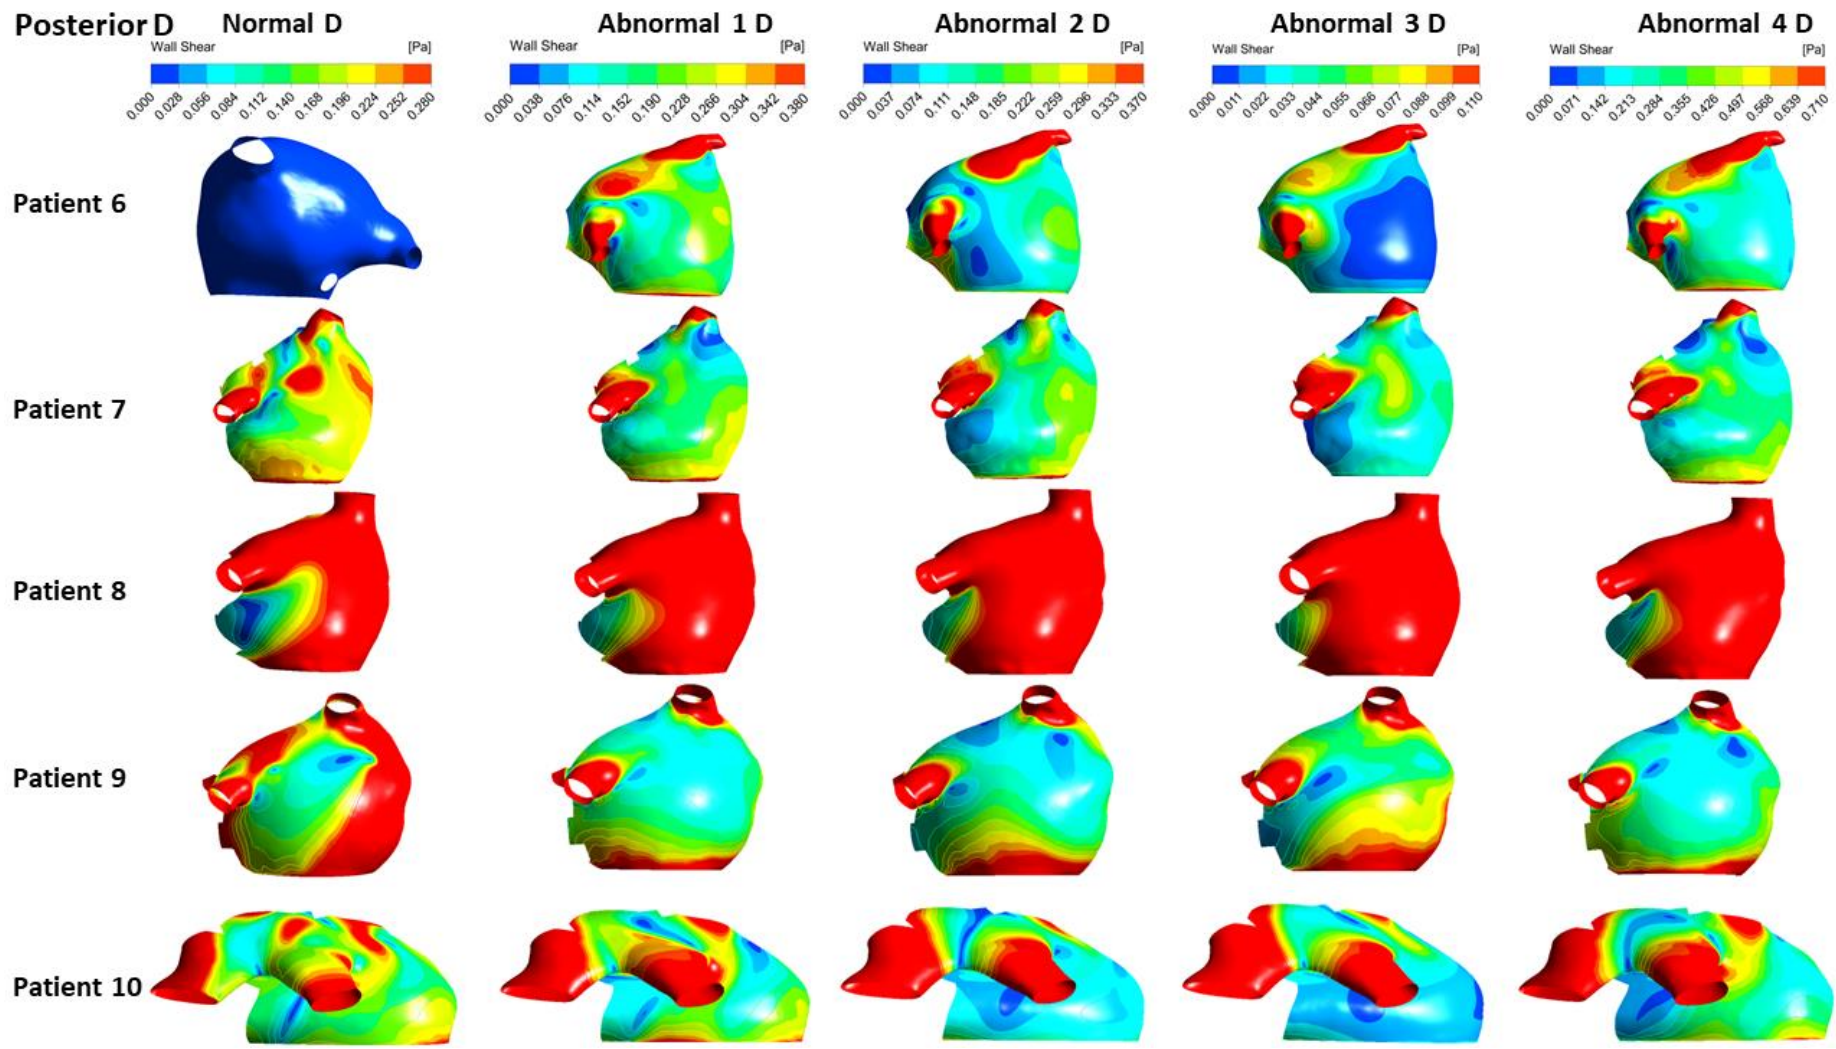 Posterior D Normal D Abnormal 1 D Abnormal 2 D Abnormal 3 D Abnormal 4 D
Wall Shear [Pa] Wall Shear [Pa] Wall Shear [Pa] Wall Shear [Pa] Wall Shear [Pa]
0.000 0.028 0.056 0.084 0.112 0.140 0.168 0.196 0.224 0.252 0.280 0.000 0.038 0.076 0.114 0.152 0.190 0.228 0.266 0.304 0.342 0.380 0.000 0.037 0.074 0.111 0.148 0.185 0.222 0.259 0.296 0.333 0.370 0.000 0.011 0.022 0.033 0.044 0.055 0.066 0.077 0.088 0.099 0.110 0.000 0.071 0.142 0.213 0.284 0.355 0.426 0.497 0.568 0.639 0.710
Patient 6
Patient 7
Patient 8
Patient 9
Patient 10